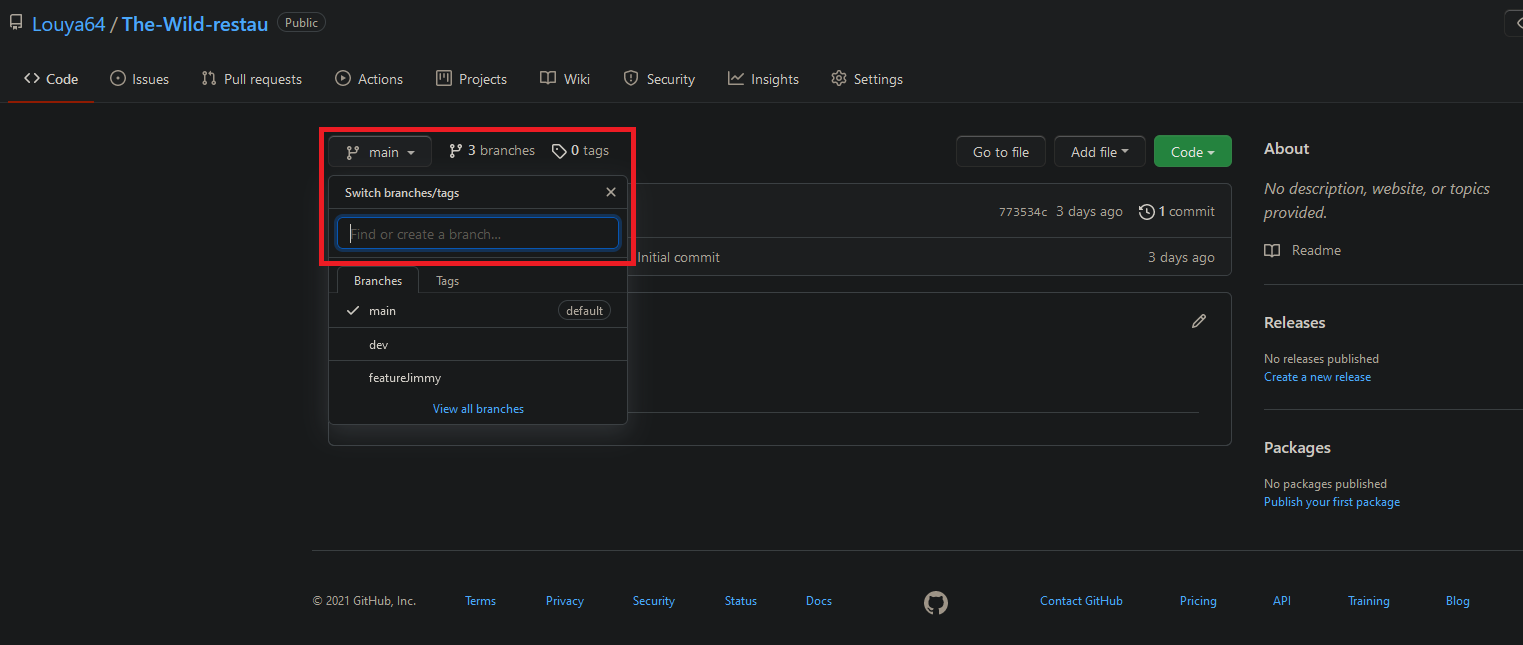 Louya64 / The-Wild-restau Public
Code Issues Pull requests Actions Projects Wiki Security Insights Settings
main 3 branches 0 tags Go to file Add file Code
Switch branches/tags
Find or create a branch...
Branches Tags
main default
dev
featureJimmy
View all branches
773534c 3 days ago 1 commit
Initial commit 3 days ago
About
No description, website, or topics
provided.
Readme
Releases
No releases published
Create a new release
Packages
No packages published
Publish your first package
© 2021 GitHub, Inc. Terms Privacy Security Status Docs Contact GitHub Pricing API Training Blog